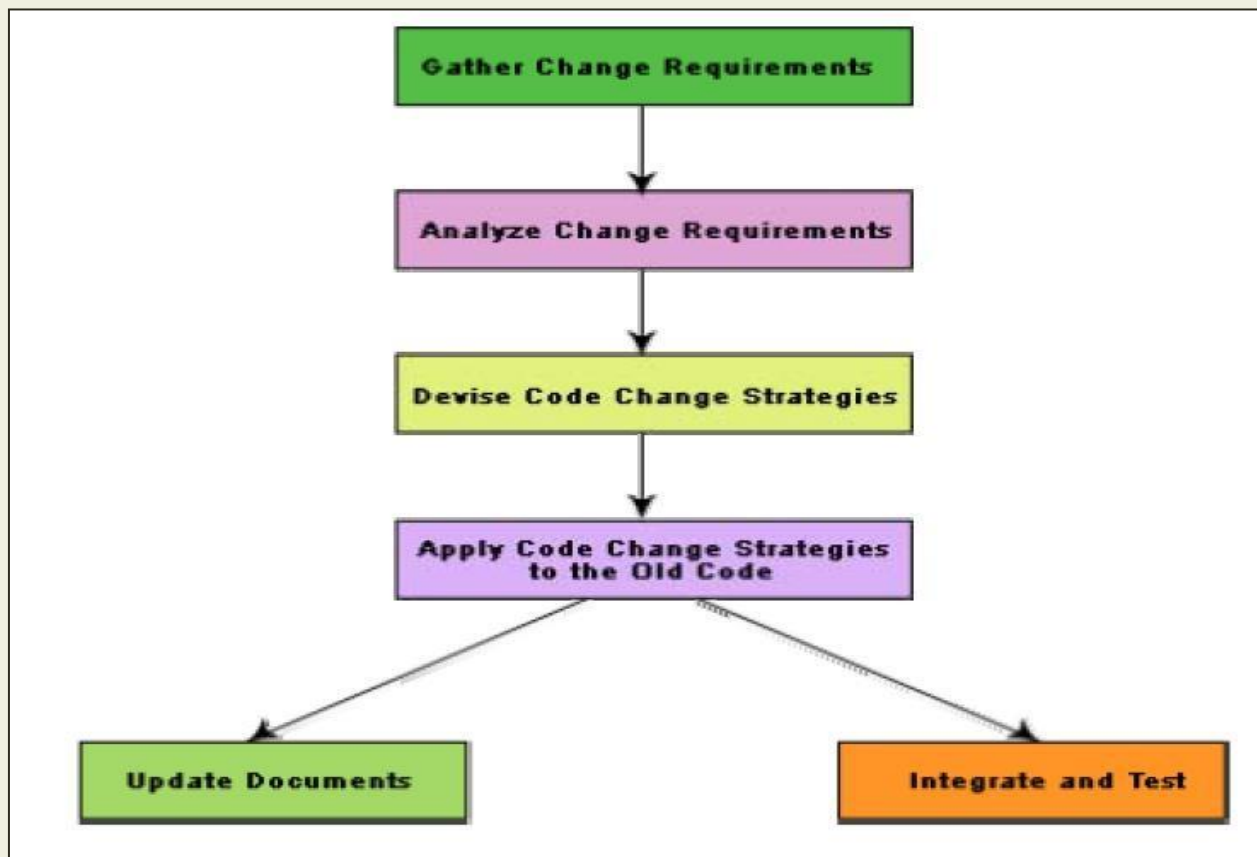 Gather Change Requirements
Analyze Change Requirements
Devise Code Change Strategies
Apply Code Change Strategies
to the Old Code
Update Documents
Integrate and Test